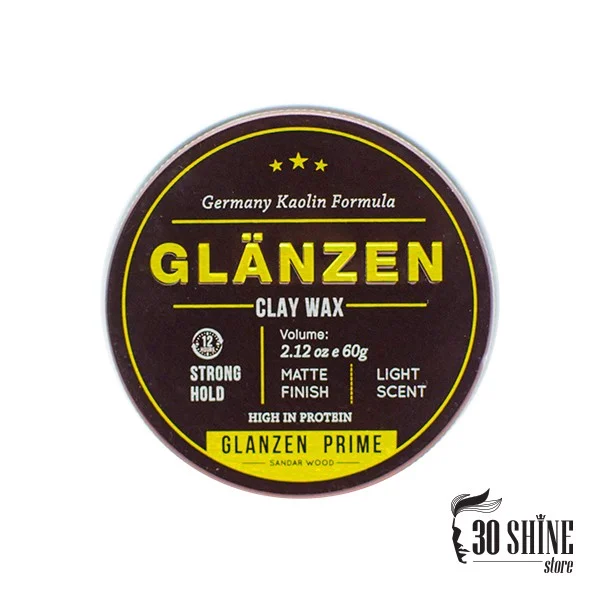 Germany Kaolin Formula
GLÄNZEN
CLAY WAX
12
STRONG
HOLD
Volume:
2.12 oz e 60g
MATTE
FINISH
LIGHT
SCENT
HIGH IN PROTEIN
GLANZEN PRIME
SANDAR WOOD
30 SHINE
store